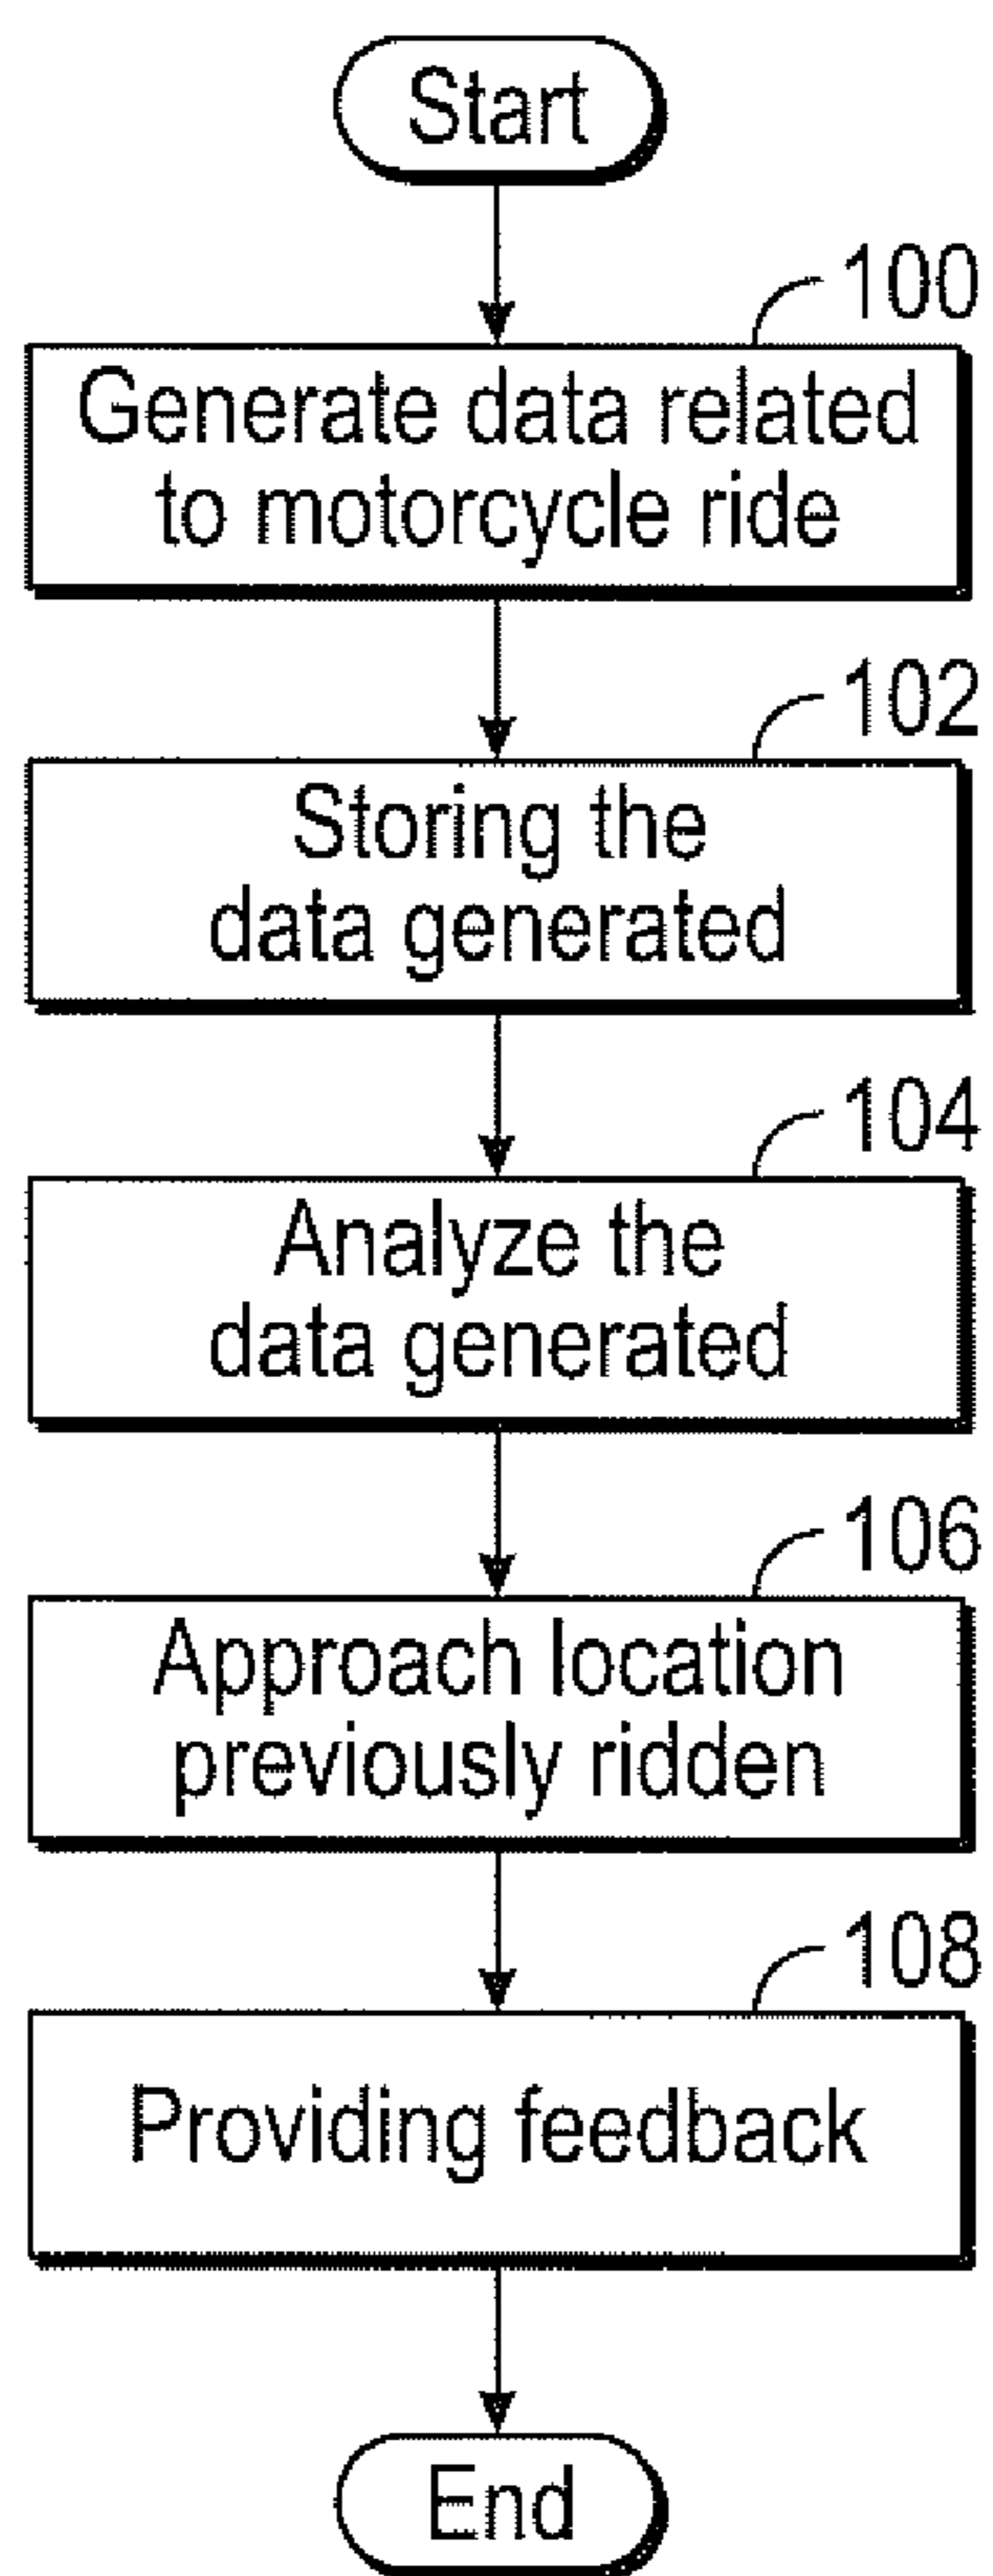 Start
100
Generate data related
to motorcycle ride
102
Storing the
data generated
104
Analyze the
data generated
106
Approach location
previously ridden
108
Providing feedback
End